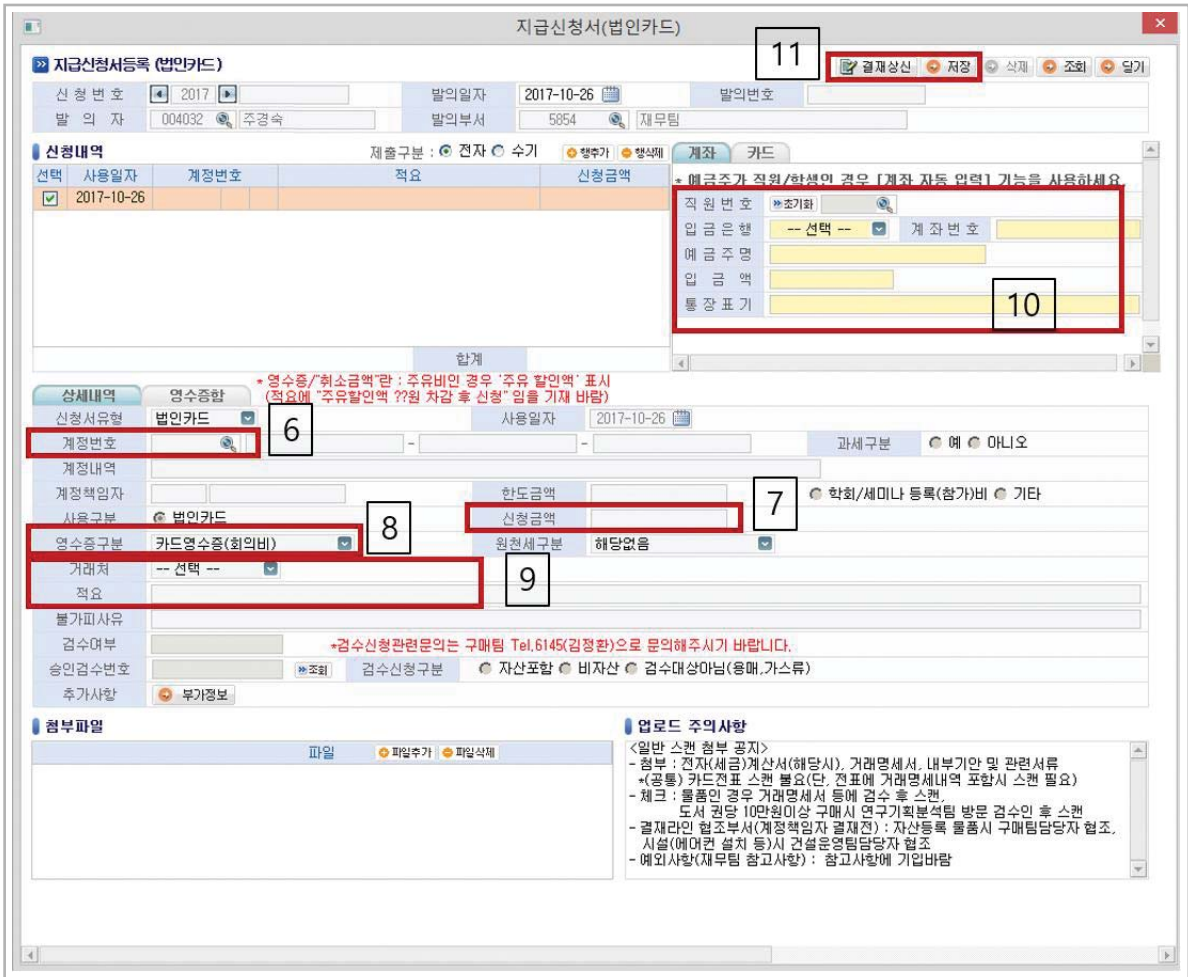 지급신청서(법인카드)
11
지급신청서등록 (법인카드) 결재상신 저장 삭제 조회 닫기
신 청 번 호 2017 발의일자 2017-10-26 발의번호
발 의 자 004032 주경숙 발의부서 5854 재무팀
신청내역 제출구분 : 전자 수기 행추가 행삭제 계좌 카드
선택 사용일자 계정번호 적요 신청금액
2017-10-26
* 예금주가 직원/학생인 경우 [계좌 자동 입력] 기능을 사용하세요.
직 원 번 호 초기화
입 금 은 행 -- 선택 -- 계 좌 번 호
예 금 주 명
입 금 액
통 장 표 기 10
합계
* 영수증/"취소금액"란 : 주유비인 경우 '주유 할인액' 표시
상세내역 영수증함 (적요에 "주유할인액 ??원 차감 후 신청" 임을 기재 바람)
신청서유형 법인카드 6 사용일자 2017-10-26
계정번호 - - 과세구분 예 아니오
계정내역
계정책임자 한도금액 7 학회/세미나 등록(참가)비 기타
사용구분 법인카드 신청금액
영수증구분 카드영수증(회의비) 8 원천세구분 해당없음
거래처 -- 선택 -- 9
적요
불가피사유
검수여부 *검수신청관련문의는 구매팀 Tel.6145(김정환)으로 문의해주시기 바랍니다.
승인검수번호 조회 검수신청구분 자산포함 비자산 검수대상아님(용매,가스류)
추가사항 부가정보
첨부파일 업로드 주의사항
파일 파일추가 파일삭제
<일반 스캔 첨부 공지>
- 첨부 : 전자(세금)계산서(해당시), 거래명세서, 내부기안 및 관련서류
*(공통) 카드전표 스캔 불요(단, 전표에 거래명세내역 포함시 스캔 필요)
- 체크 : 물품인 경우 거래명세서 등에 검수 후 스캔,
도서 권당 10만원이상 구매시 연구기획분석팀 방문 검수인 후 스캔
- 결재라인 협조부서(계정책임자 결재전) : 자산등록 물품시 구매팀담당자 협조,
시설(에어컨 설치 등)시 건설운영팀담당자 협조
- 예외사항(재무팀 참고사항) : 참고사항에 기입바람